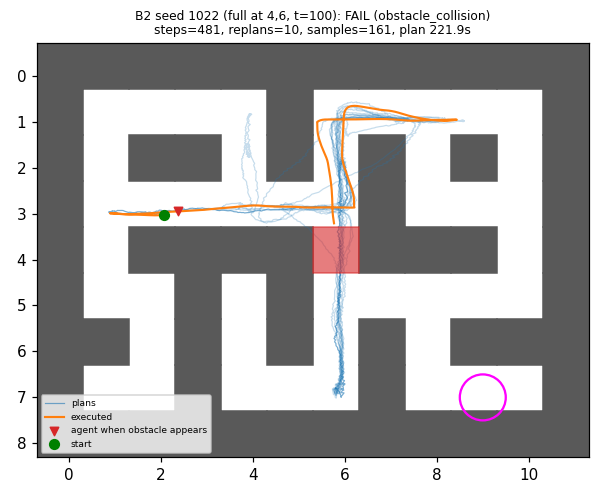 B2 seed 1022 (full at 4,6, t=100): FAIL (obstacle_collision)
steps=481, replans=10, samples=161, plan 221.9s
0
1
2
3
4
5
6
7
8
plans
executed
agent when obstacle appears
start
0 2 4 6 8 10